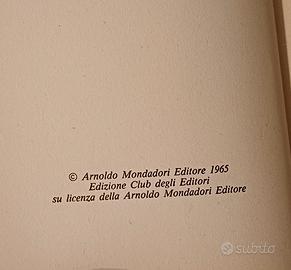 © Arnoldo Mondadori Editore 1965
Edizione Club degli Editori
su licenza della Arnoldo Mondadori Editore
subito